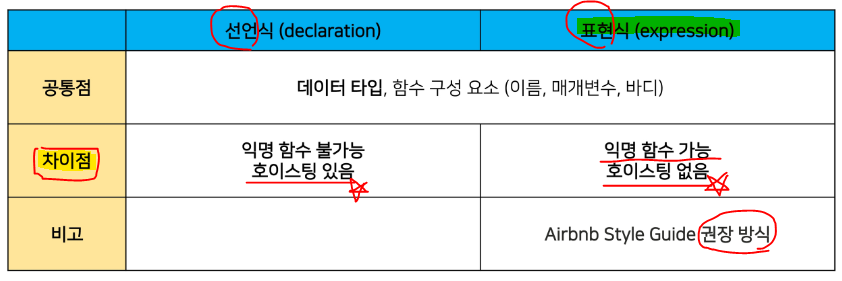 선언식 (declaration) 표현식 (expression)
공통점 데이터 타입, 함수 구성 요소 (이름, 매개변수, 바디)
차이점
익명 함수 불가능
호이스팅 있음
익명 함수 가능
호이스팅 없음
비고 Airbnb Style Guide 권장 방식